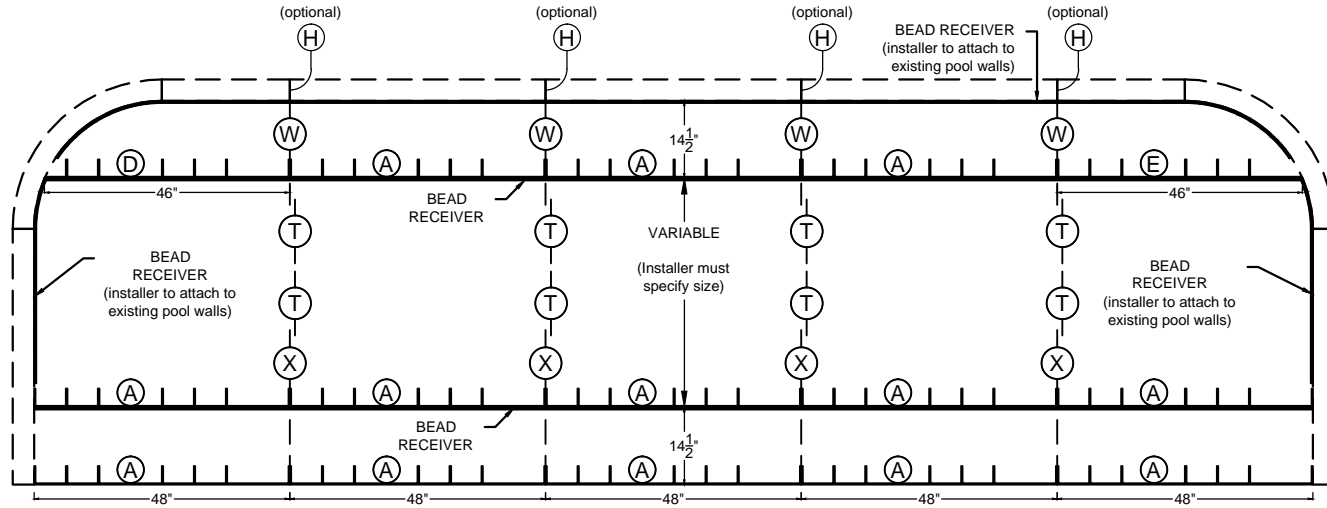 (optional) (optional) (optional) (optional)
H H H H
BEAD RECEIVER
(installer to attach to
existing pool walls)
W W W W
14 1/2"
D A A A E
46" 46"
BEAD
RECEIVER
T T T T
VARIABLE
(Installer must
specify size)
BEAD
RECEIVER
(installer to attach to
existing pool walls)
BEAD
RECEIVER
(installer to attach to
existing pool walls)
T T T T
X X X X
A A A A A
BEAD
RECEIVER
14 1/2"
A A A A A
48" 48" 48" 48" 48"